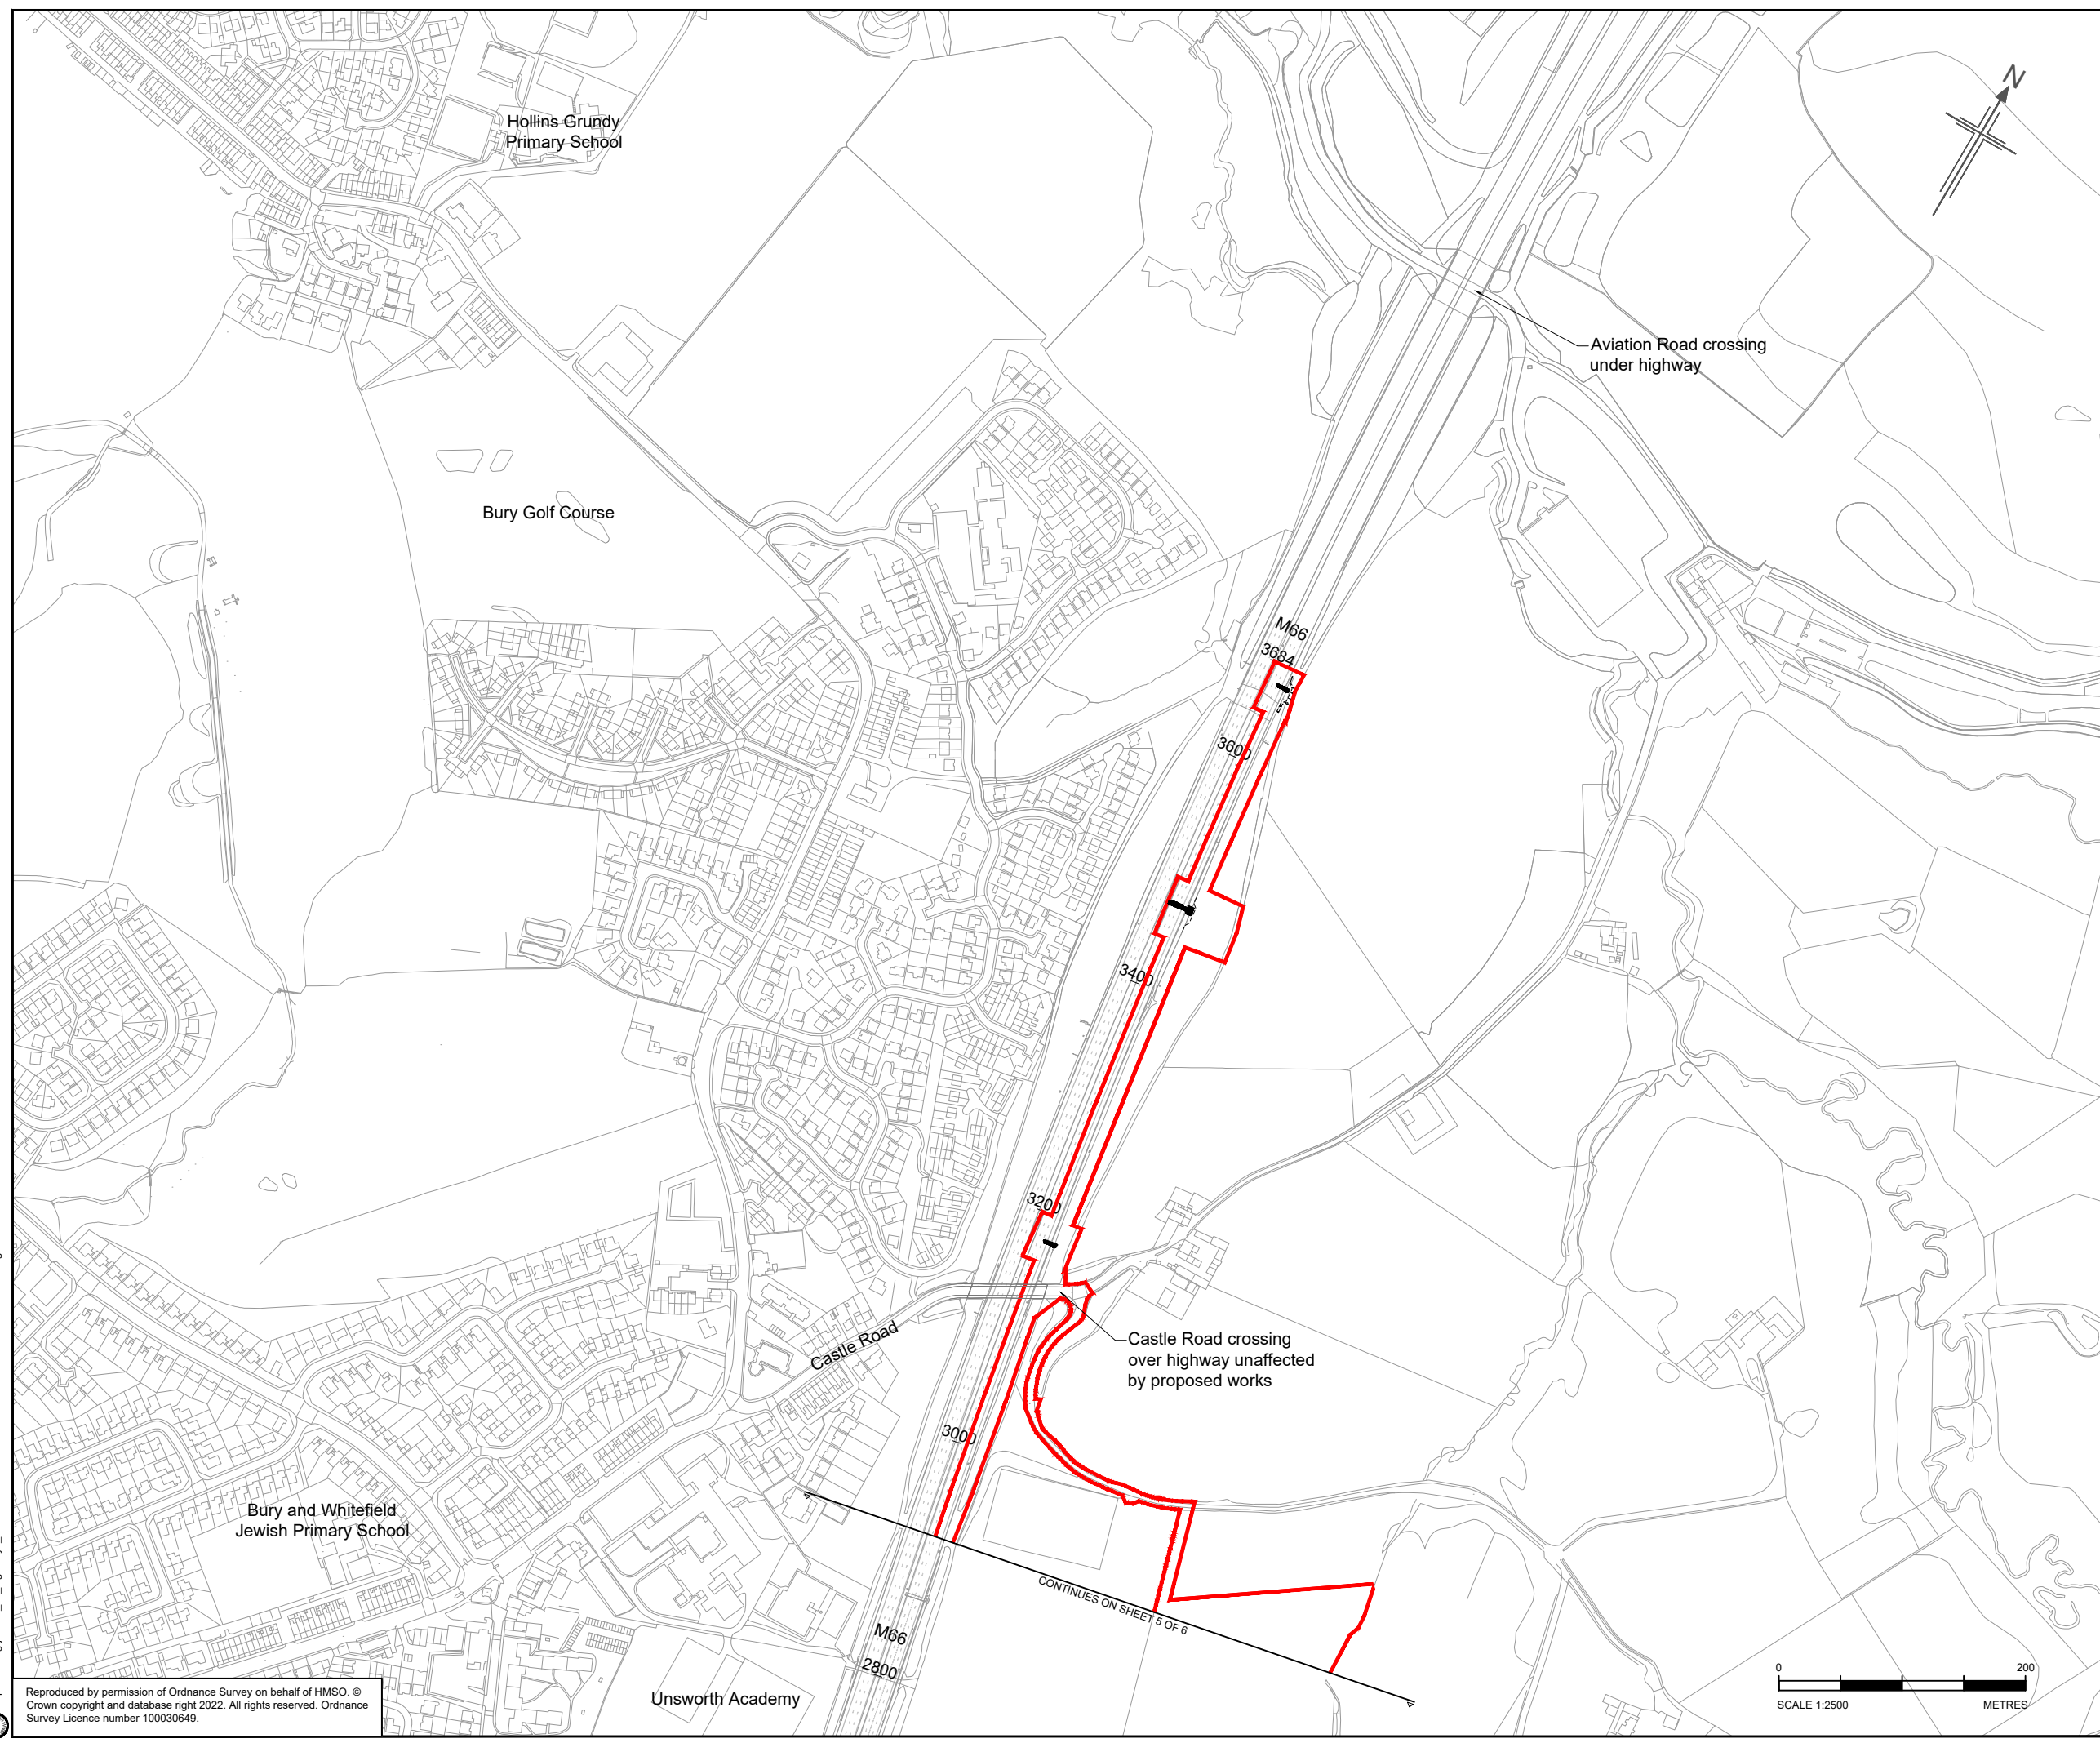 N
Hollins Grundy
Primary School
Aviation Road crossing
under highway
Bury Golf Course
M66
3684
3600
3400
3200
Castle Road
Castle Road crossing
over highway unaffected
by proposed works
3000
Bury and Whitefield
Jewish Primary School
CONTINUES ON SHEET 5 OF 6
M66
2800
Unsworth Academy
0 200
SCALE 1:2500 METRES
Reproduced by permission of Ordnance Survey on behalf of HMSO. ©
Crown copyright and database right 2022. All rights reserved. Ordnance
Survey Licence number 100030649.